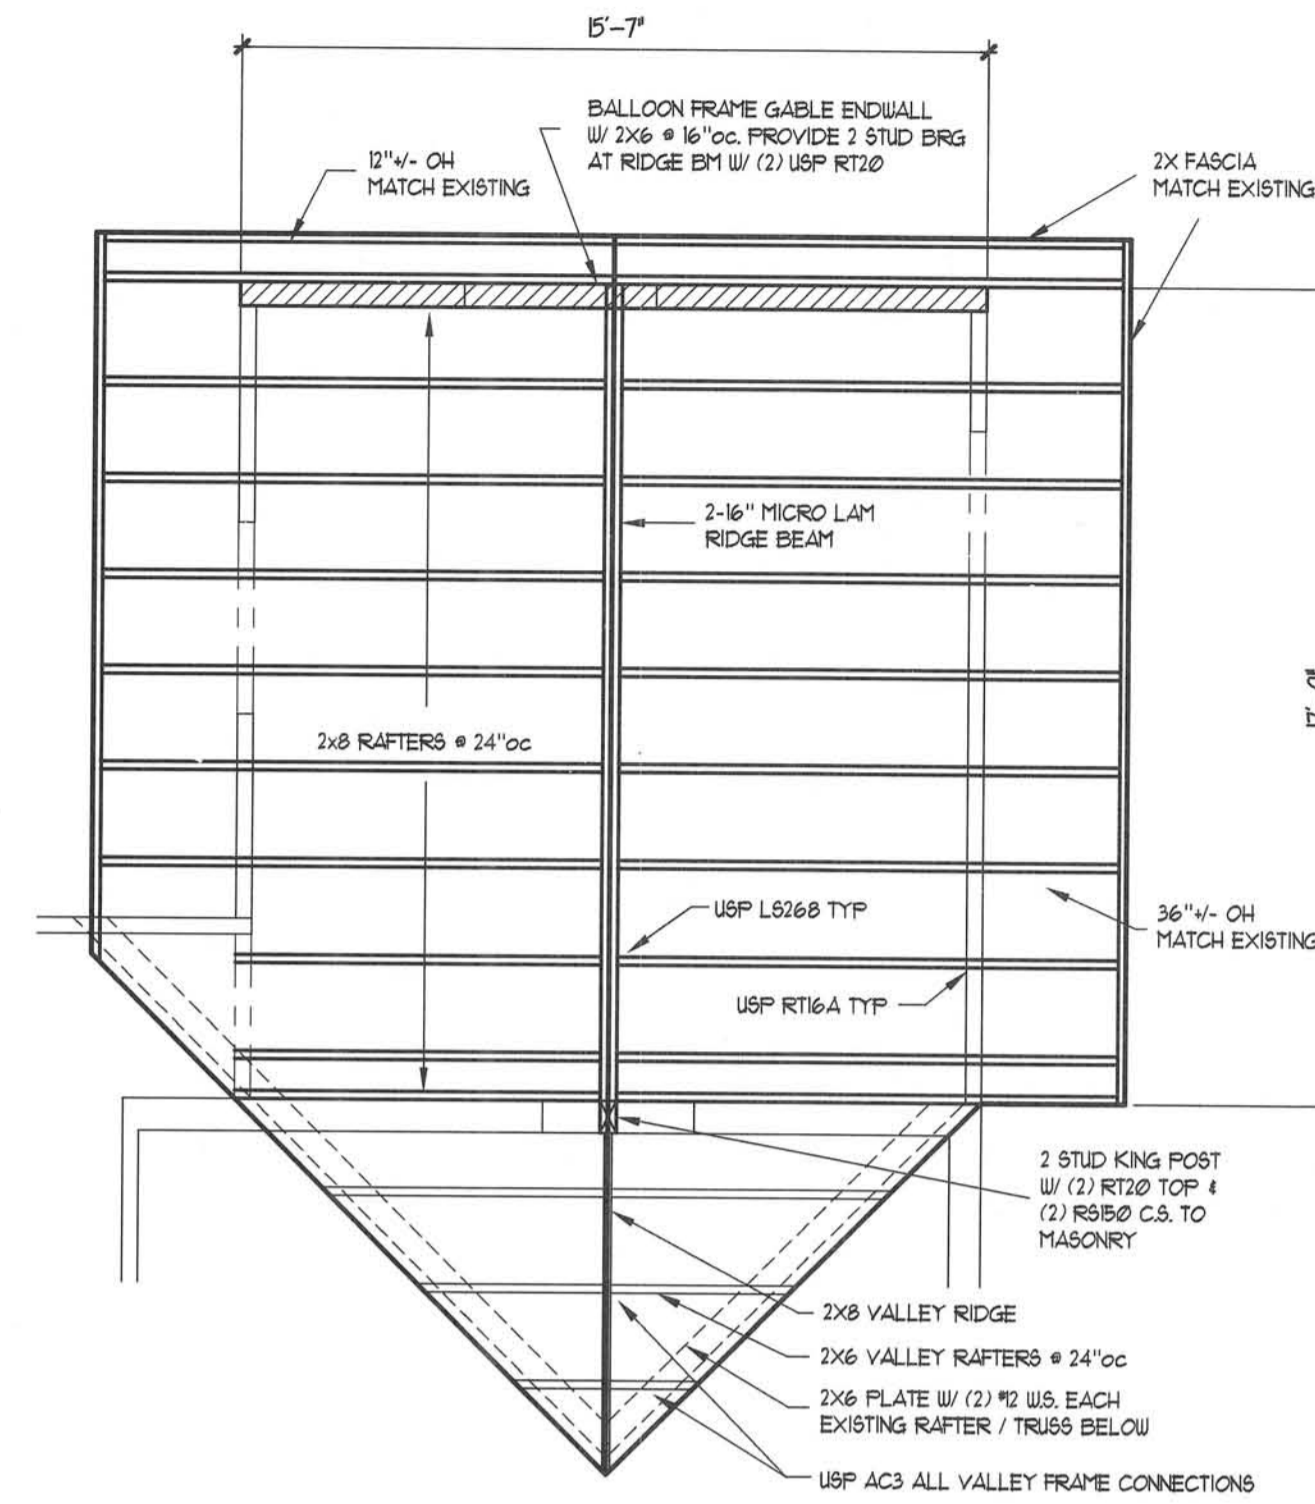 15'-7"
BALLOON FRAME GABLE ENDWALL
W/ 2X6 @ 16"oc. PROVIDE 2 STUD BRG
AT RIDGE BM W/ (2) USP RT20
12"+/- OH
MATCH EXISTING
2X FASCIA
MATCH EXISTING
2-16" MICRO LAM
RIDGE BEAM
2x8 RAFTERS @ 24"oc
USP LS268 TYP
36"+/- OH
MATCH EXISTING
USP RT16A TYP
2 STUD KING POST
W/ (2) RT20 TOP &
(2) RS150 C.S. TO
MASONRY
2X8 VALLEY RIDGE
2X6 VALLEY RAFTERS @ 24"oc
2X6 PLATE W/ (2) #12 W.S. EACH
EXISTING RAFTER / TRUSS BELOW
USP AC3 ALL VALLEY FRAME CONNECTIONS